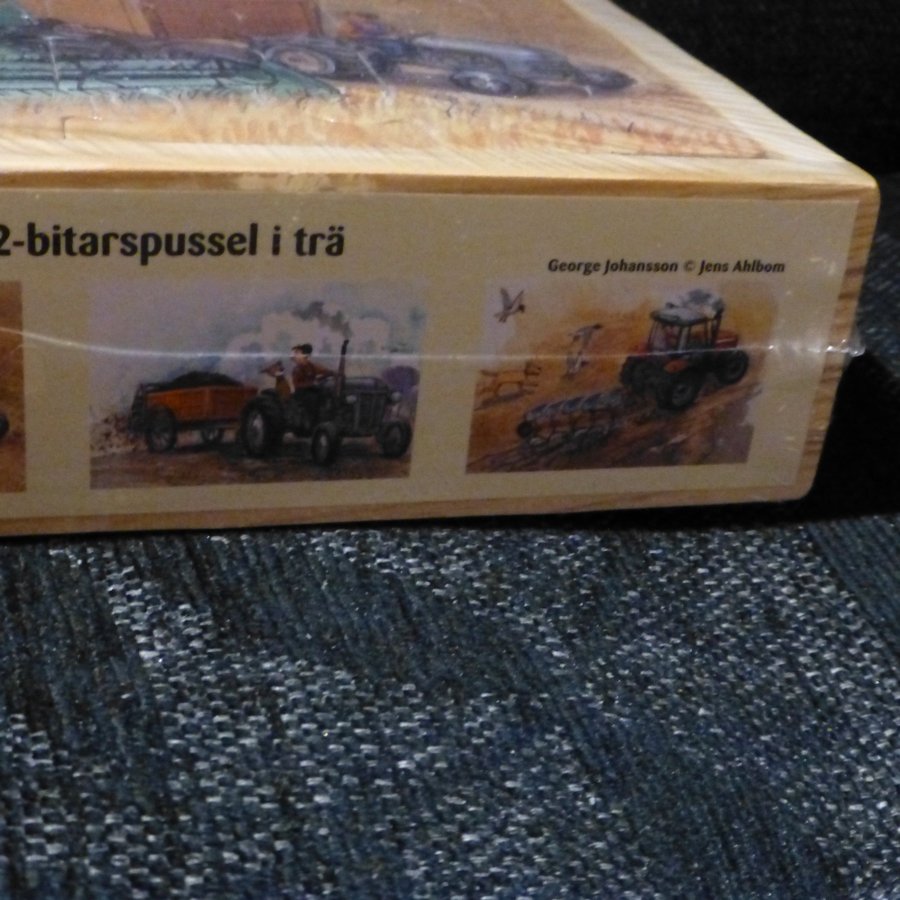 2-bitarspussel i trä
George Johansson © Jens Ahlbom